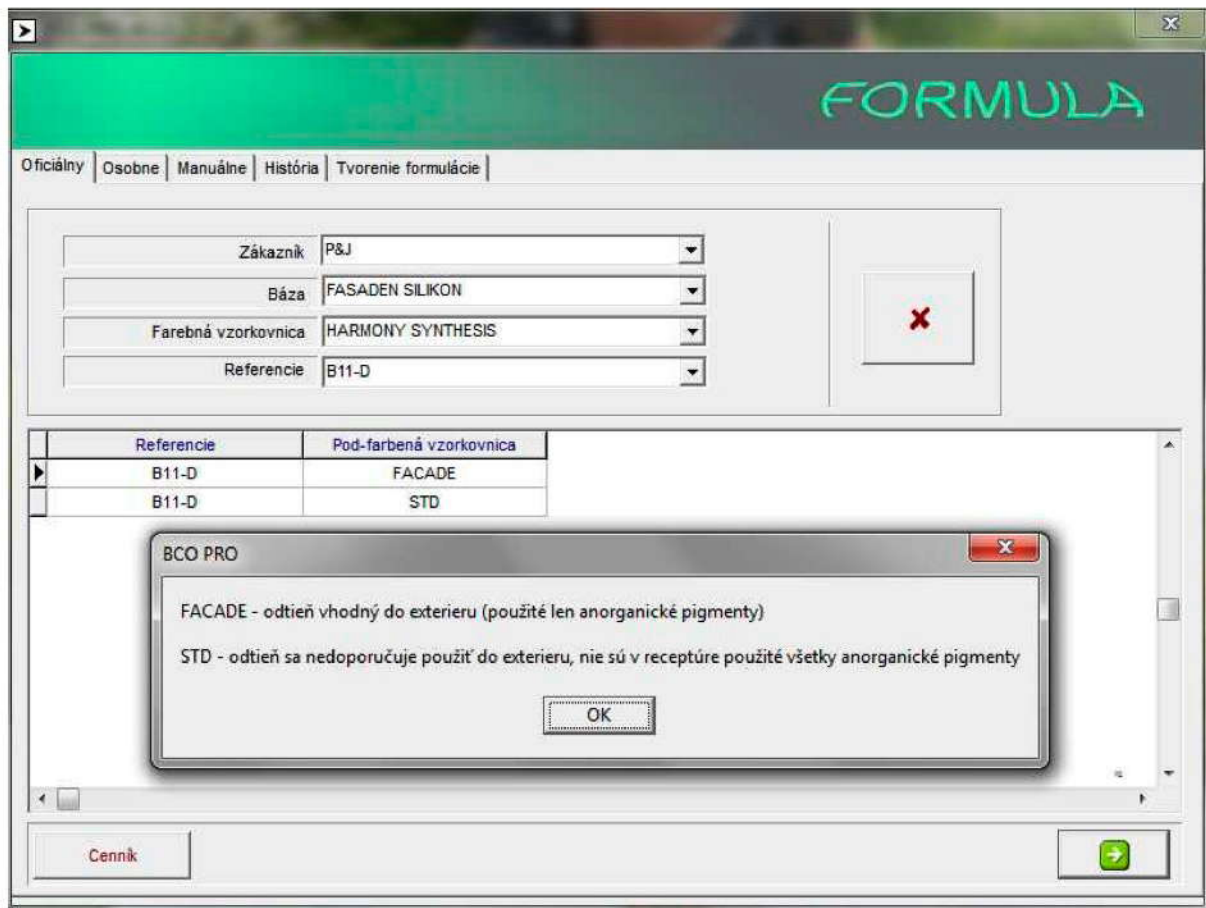 FORMULA
Oficiálny Osobne Manuálne História Tvorenie formulácie
Zákazník P&J
Báza FASADEN SILIKON
Farebná vzorkovnica HARMONY SYNTHESIS
Referencie B11-D
Referencie Pod-farbená vzorkovnica
B11-D FACADE
B11-D STD
BCO PRO
FACADE - odtieň vhodný do exterieru (použité len anorganické pigmenty)
STD - odtieň sa nedoporučuje použiť do exterieru, nie sú v receptúre použité všetky anorganické pigmenty
OK
Cenník